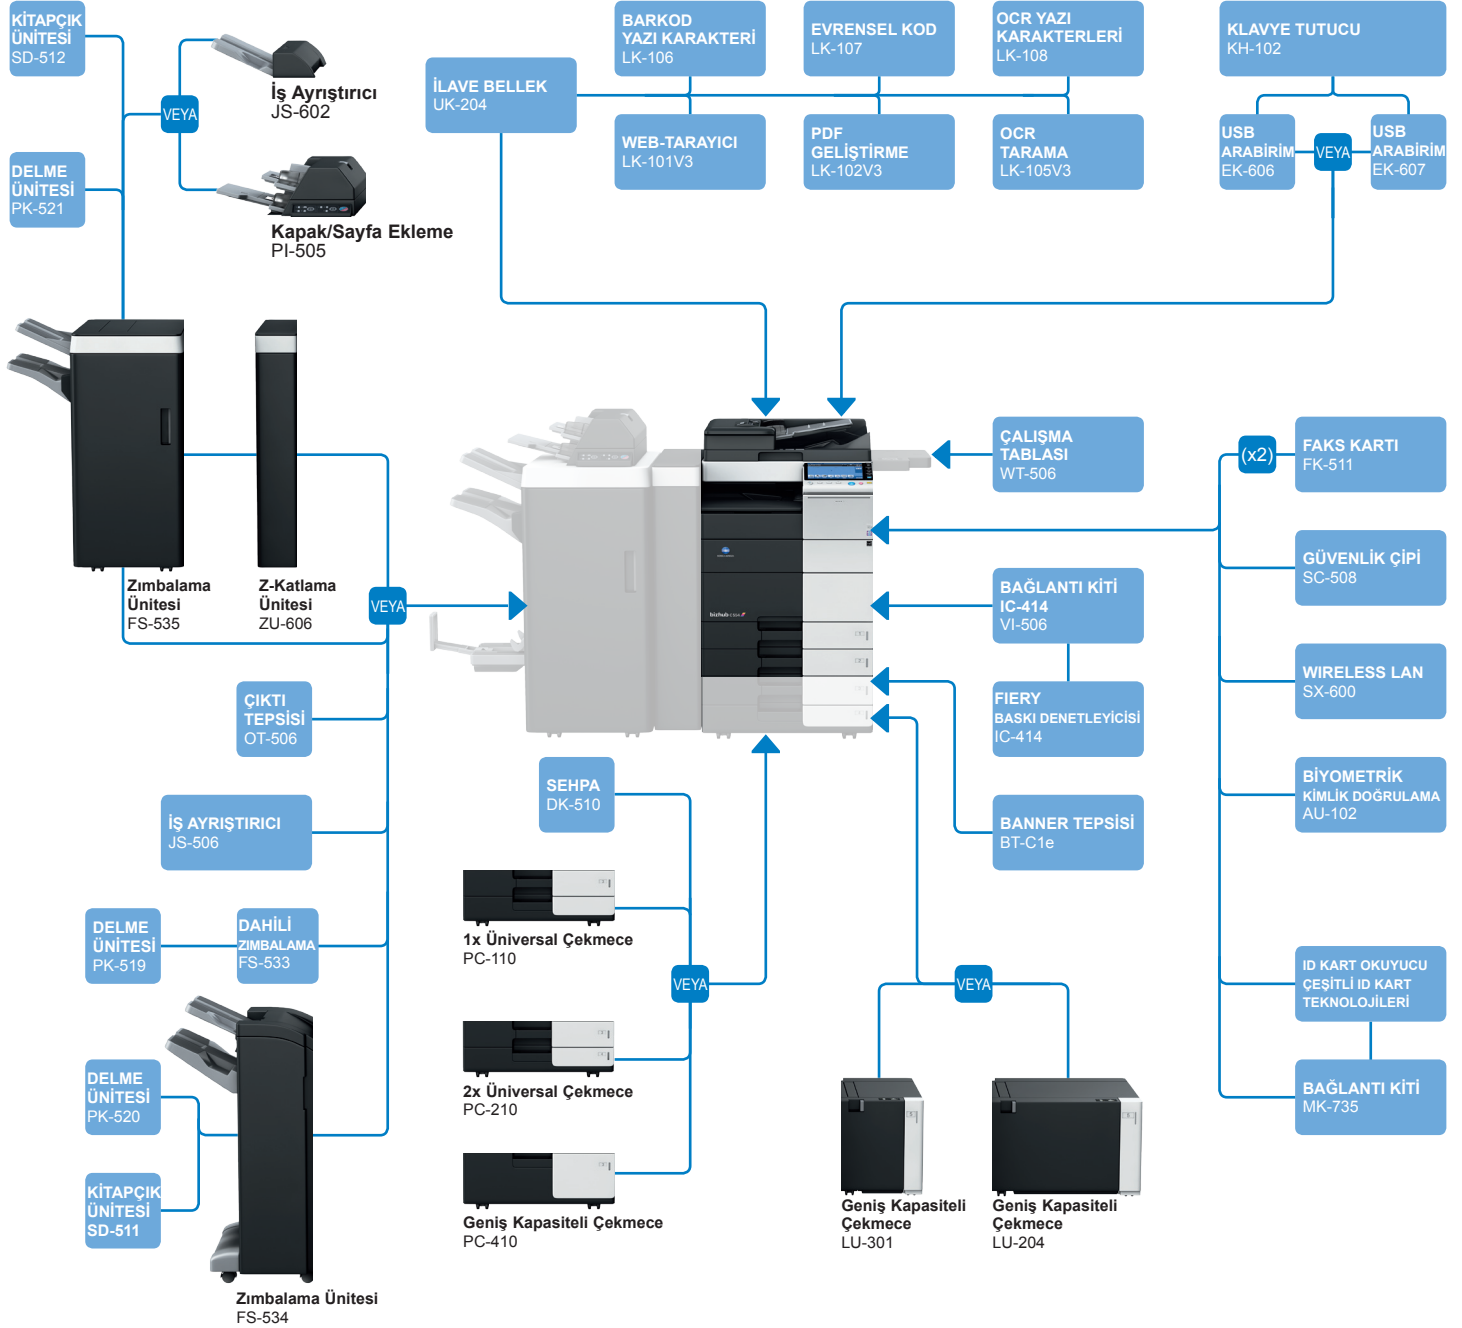 KİTAPÇIK
ÜNİTESİ
SD-512
DELME
ÜNİTESİ
PK-521
VEYA
İş Ayrıştırıcı
JS-602
Kapak/Sayfa Ekleme
PI-505
İLAVE BELLEK
UK-204
BARKOD
YAZI KARAKTERİ
LK-106
EVRENSEL KOD
LK-107
OCR YAZI
KARAKTERLERİ
LK-108
WEB-TARAYICI
LK-101V3
PDF
GELİŞTİRME
LK-102V3
OCR
TARAMA
LK-105V3
KLAVYE TUTUCU
KH-102
USB
ARABİRİM
EK-606
VEYA
USB
ARABİRİM
EK-607
Zımbalama
Ünitesi
FS-535
Z-Katlama
Ünitesi
ZU-606
VEYA
bizhub
ÇALIŞMA
TABLASI
WT-506
(x2)
FAKS KARTI
FK-511
GÜVENLİK ÇİPİ
SC-508
BAĞLANTI KİTİ
IC-414
VI-506
FIERY
BASKI DENETLEYİCİSİ
IC-414
WIRELESS LAN
SX-600
BİYOMETRİK
KİMLİK DOĞRULAMA
AU-102
BANNER TEPSİSİ
BT-C1e
ÇIKTI
TEPSİSİ
OT-506
İŞ AYRIŞTIRICI
JS-506
DELME
ÜNİTESİ
PK-519
DAHİLİ
ZIMBALAMA
FS-533
SEHPA
DK-510
1x Üniversal Çekmece
PC-110
VEYA
2x Üniversal Çekmece
PC-210
Geniş Kapasiteli Çekmece
PC-410
VEYA
Geniş Kapasiteli
Çekmece
LU-301
Geniş Kapasiteli
Çekmece
LU-204
ID KART OKUYUCU
ÇEŞİTLİ ID KART
TEKNOLOJİLERİ
BAĞLANTI KİTİ
MK-735
DELME
ÜNİTESİ
PK-520
KİTAPÇIK
ÜNİTESİ
SD-511
Zımbalama Ünitesi
FS-534